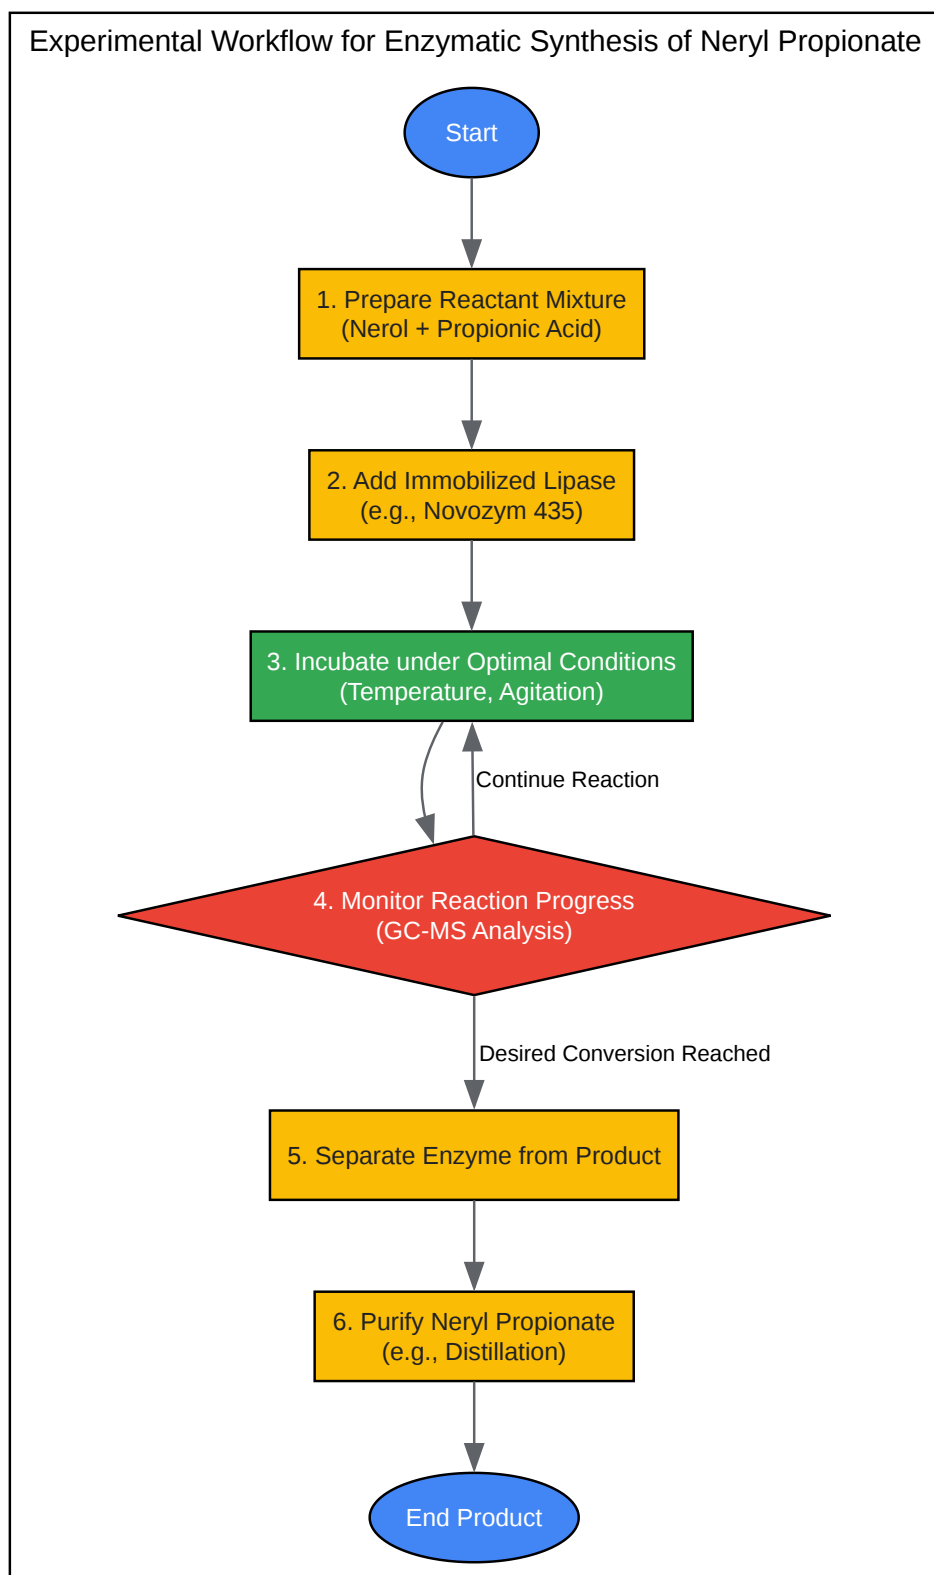 Experimental Workflow for Enzymatic Synthesis of Neryl Propionate
Start
1. Prepare Reactant Mixture
(Nerol + Propionic Acid)
2. Add Immobilized Lipase
(e.g., Novozym 435)
3. Incubate under Optimal Conditions
(Temperature, Agitation)
Continue Reaction
4. Monitor Reaction Progress
(GC-MS Analysis)
Desired Conversion Reached
5. Separate Enzyme from Product
6. Purify Neryl Propionate
(e.g., Distillation)
End Product